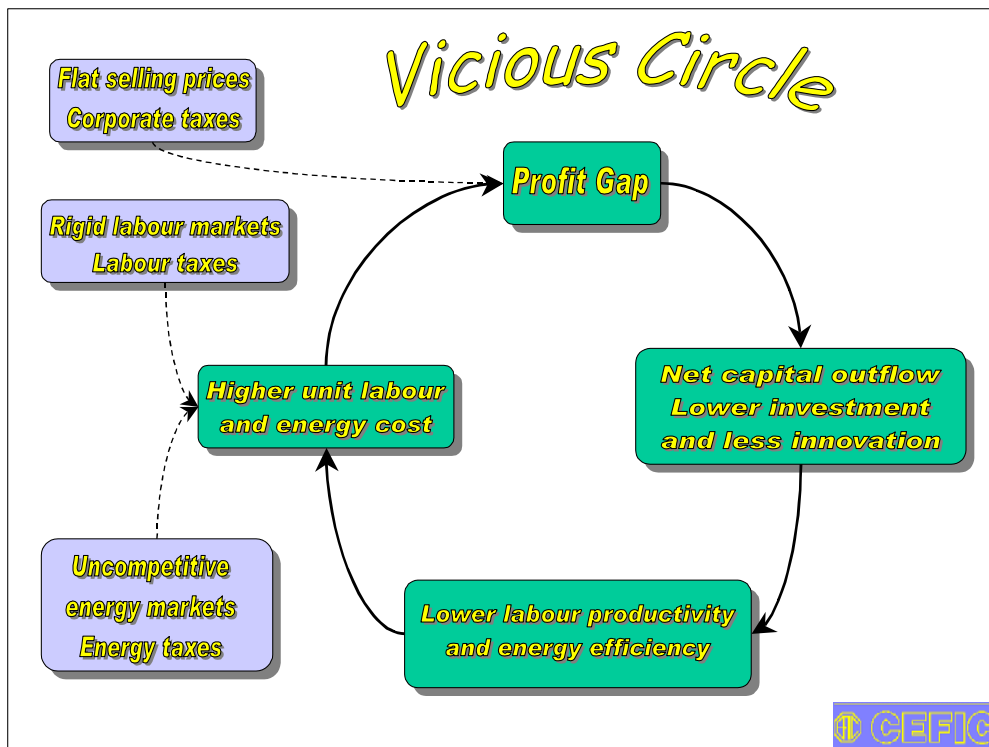 Vicious Circle
Flat selling prices
Corporate taxes
Profit Gap
Rigid labour markets
Labour taxes
Net capital outflow
Lower investment
and less innovation
Higher unit labour
and energy cost
Uncompetitive
energy markets
Energy taxes
Lower labour productivity
and energy efficiency
CEFIC